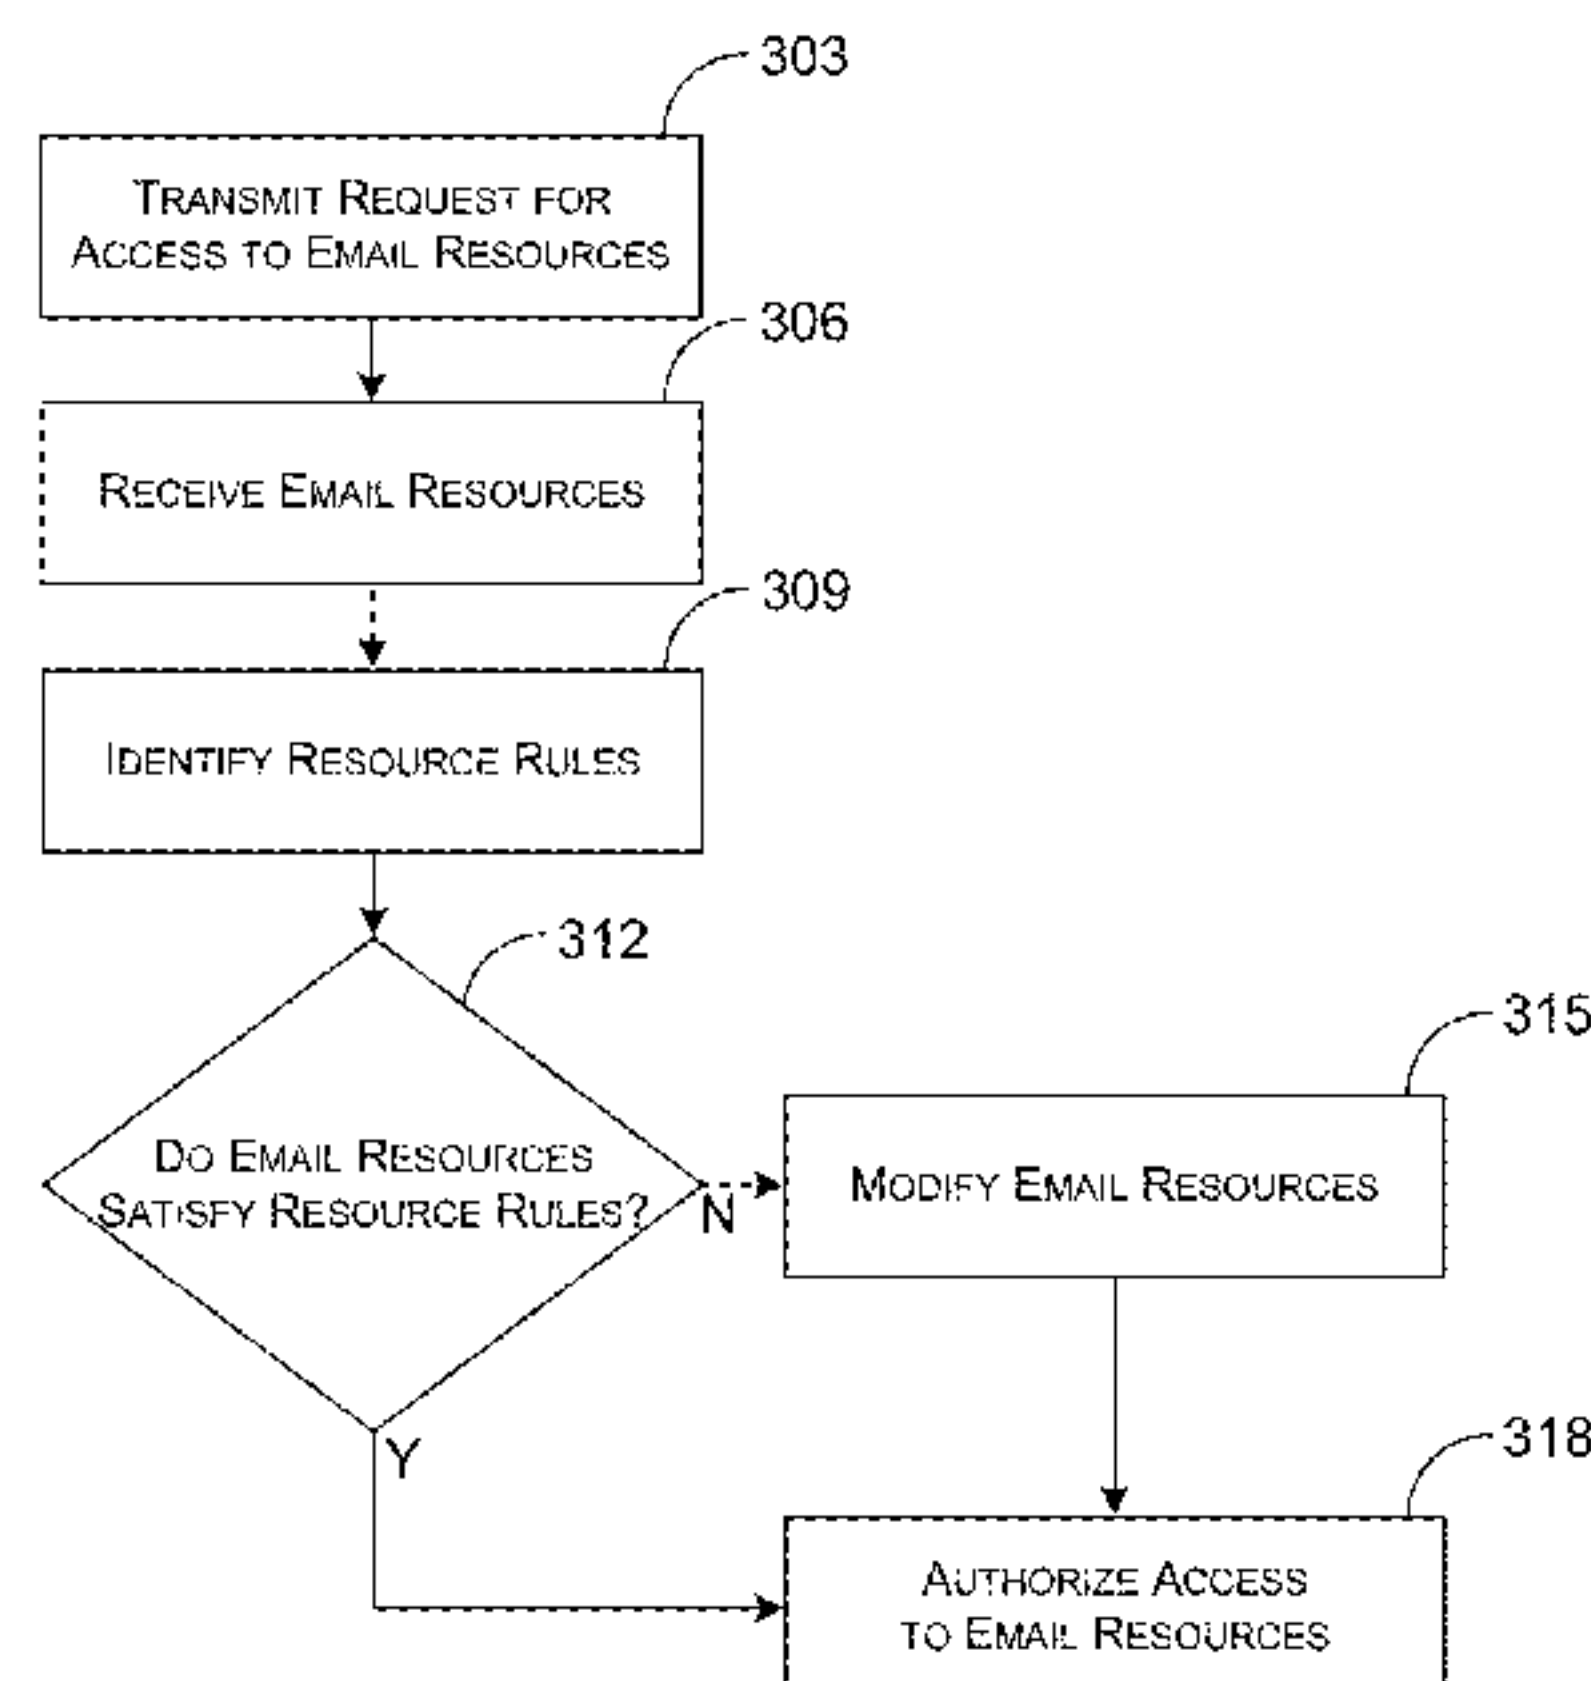 303
TRANSMIT REQUEST FOR
ACCESS TO EMAIL RESOURCES
306
RECEIVE EMAIL RESOURCES
309
IDENTIFY RESOURCE RULES
312
DO EMAIL RESOURCES
SATISFY RESOURCE RULES?
N
Y
315
MODIFY EMAIL RESOURCES
318
AUTHORIZE ACCESS
TO EMAIL RESOURCES